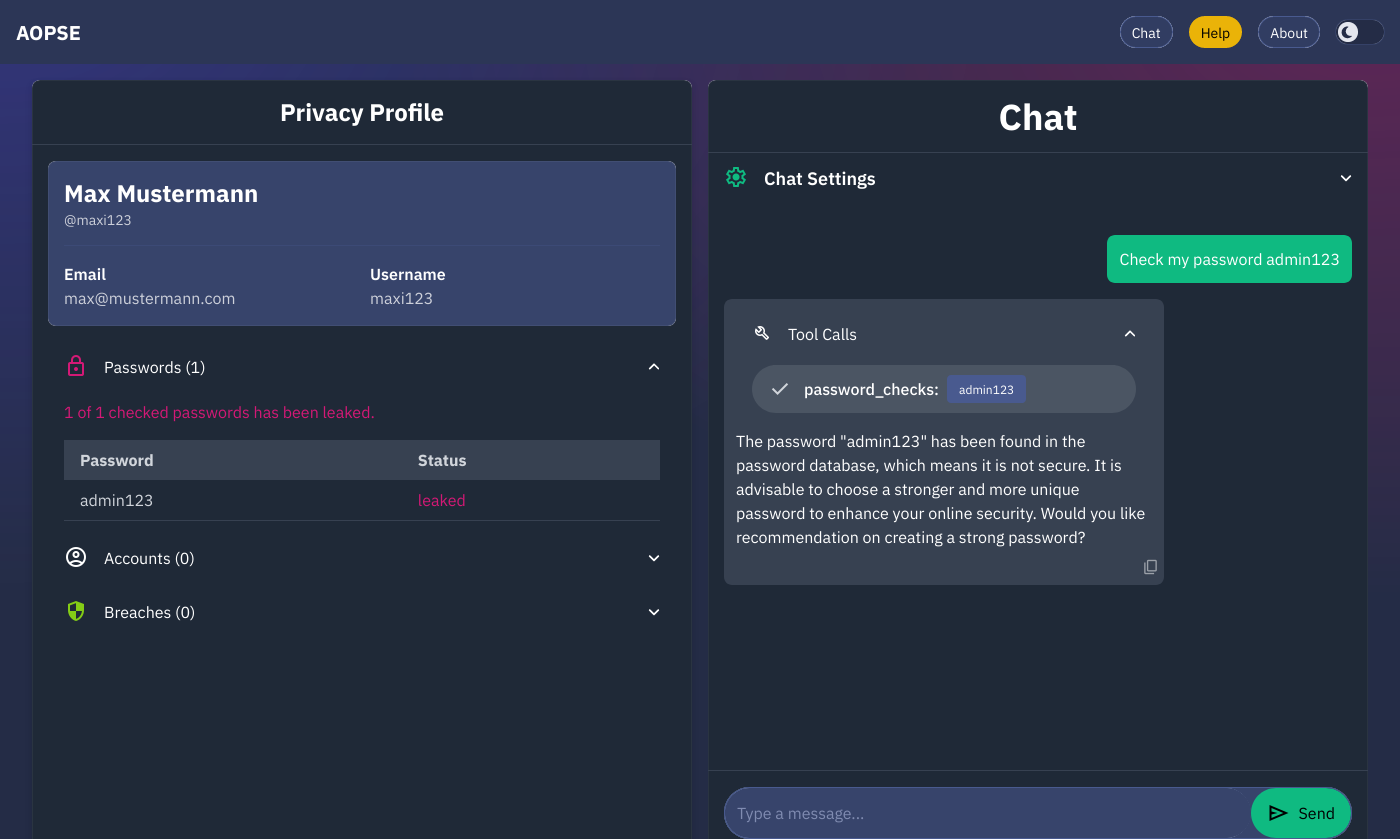 AOPSE
Chat
Help
About
Privacy Profile
Max Mustermann
@maxi123
Email
Username
max@mustermann.com
maxi123
Passwords (1)
1 of 1 checked passwords has been leaked.
Password
Status
admin123
leaked
Accounts (0)
Breaches (0)
Chat
Chat Settings
Check my password admin123
Tool Calls
password_checks:
admin123
The password "admin123" has been found in the
password database, which means it is not secure. It is
advisable to choose a stronger and more unique
password to enhance your online security. Would you like
recommendation on creating a strong password?
Type a message...
Send